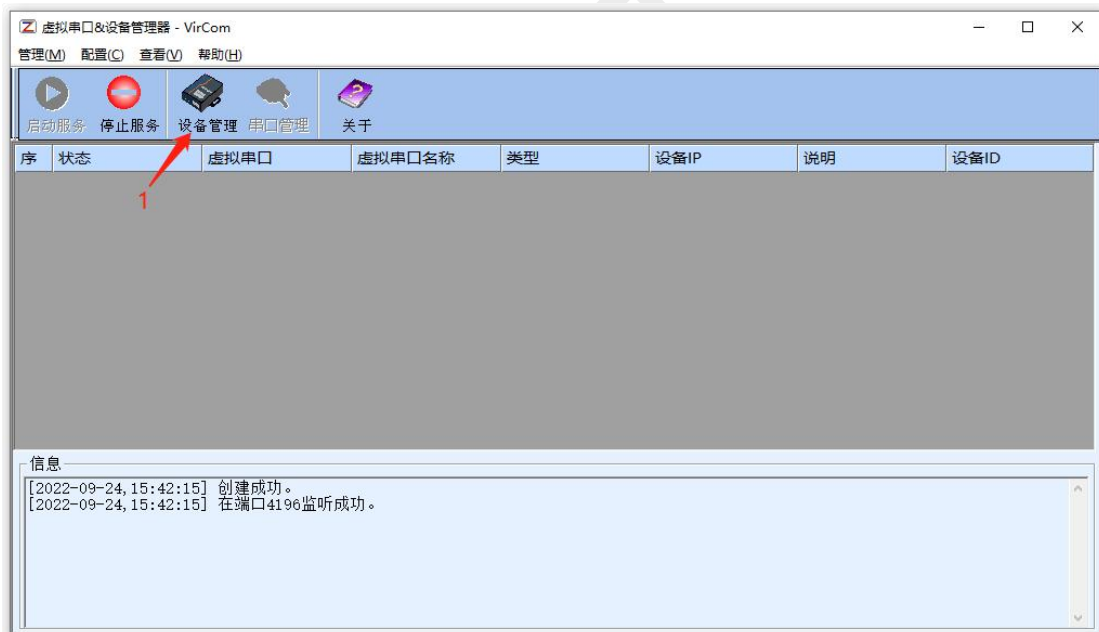 虚拟串口&设备管理器 - VirCom
管理(M) 配置(C) 查看(V) 帮助(H)
启动服务 停止服务 设备管理 串口管理 关于
序 状态 虚拟串口 虚拟串口名称 类型 设备IP 说明 设备ID
1
信息
[2022-09-24,15:42:15] 创建成功。
[2022-09-24,15:42:15] 在端口4196监听成功。